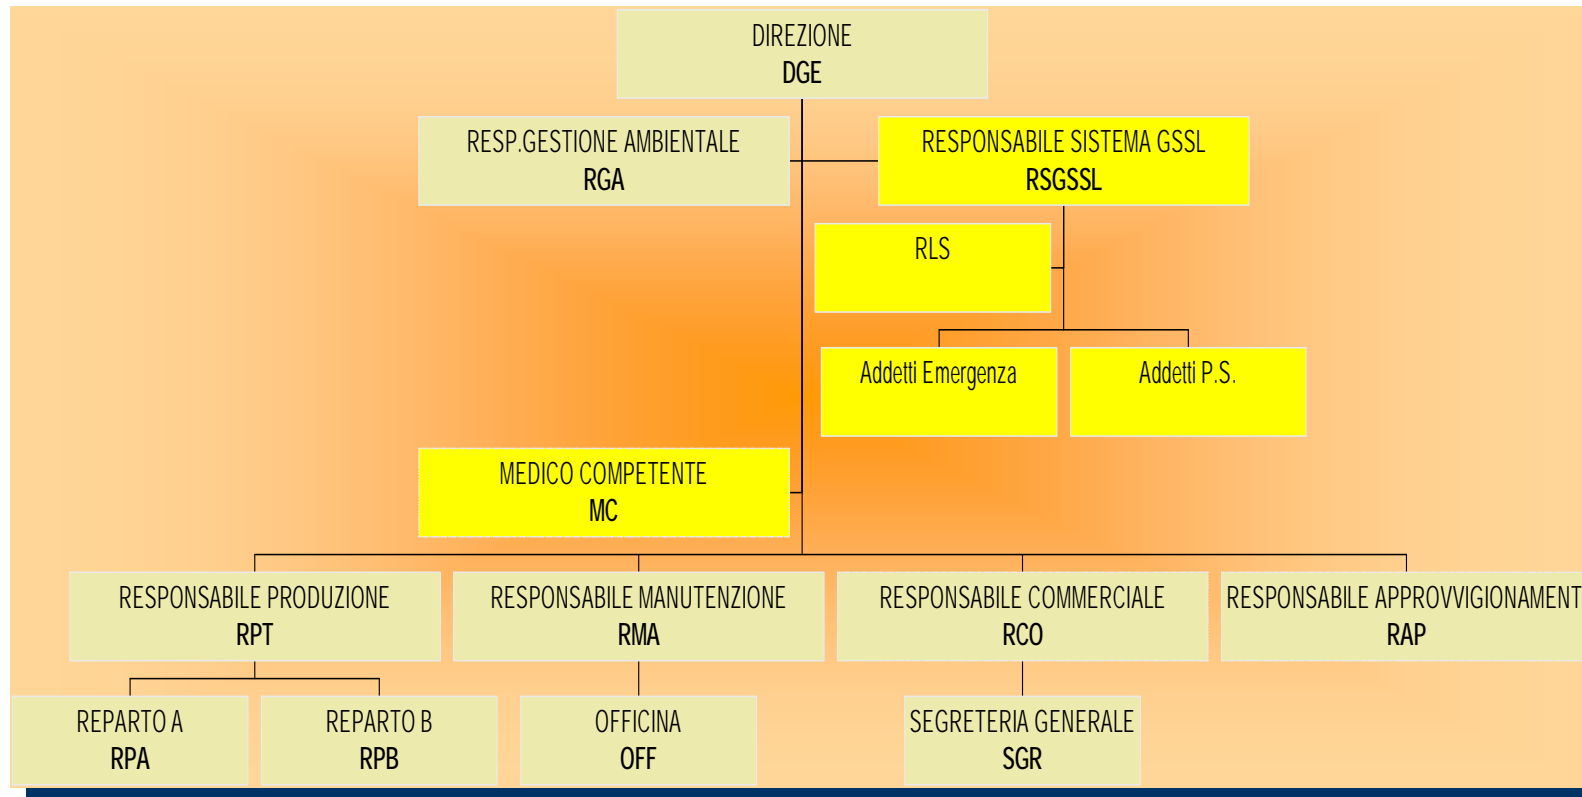 DIREZIONE
DGE
RESP.GESTIONE AMBIENTALE
RGA
RESPONSABILE SISTEMA GSSL
RSGSSL
RLS
Addetti Emergenza
Addetti P.S.
MEDICO COMPETENTE
MC
RESPONSABILE PRODUZIONE
RPT
RESPONSABILE MANUTENZIONE
RMA
RESPONSABILE COMMERCIALE
RCO
RESPONSABILE APPROVVIGIONAMENT
RAP
REPARTO A
RPA
REPARTO B
RPB
OFFICINA
OFF
SEGRETERIA GENERALE
SGR